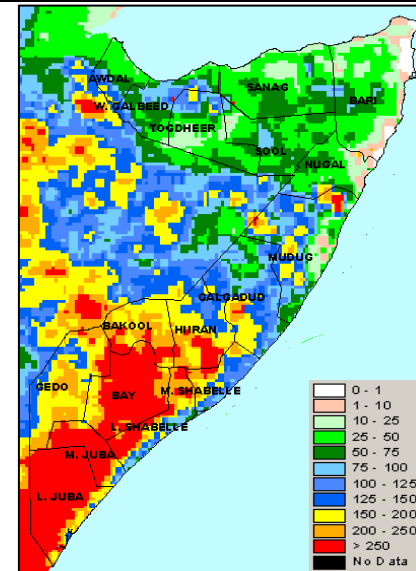 AWDAL
W. GALBEED
SANAG
BARI
TOGDHEER
SOOL
NUGAL
MUDUG
GALGADUD
BAKOOL
HIIRAN
GEDO
BAY
M. SHABELLE
L. SHABELLE
M. JUBA
L. JUBA
0 - 1
1 - 10
10 - 25
25 - 50
50 - 75
75 - 100
100 - 125
125 - 150
150 - 200
200 - 250
> 250
No Data